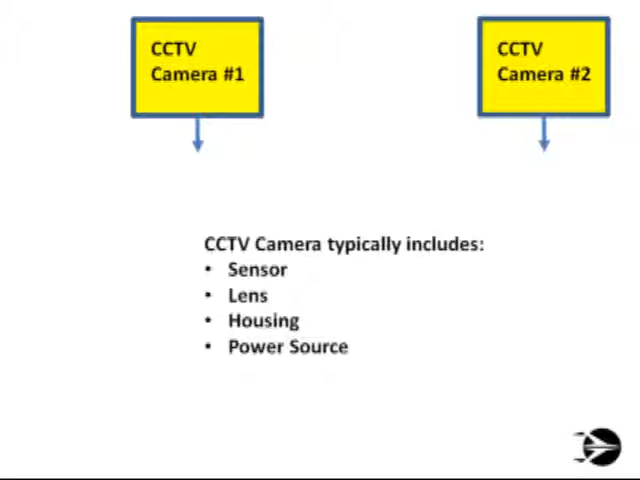 CCTV
Camera #1
CCTV
Camera #2
CCTV Camera typically includes:
• Sensor
• Lens
• Housing
• Power Source